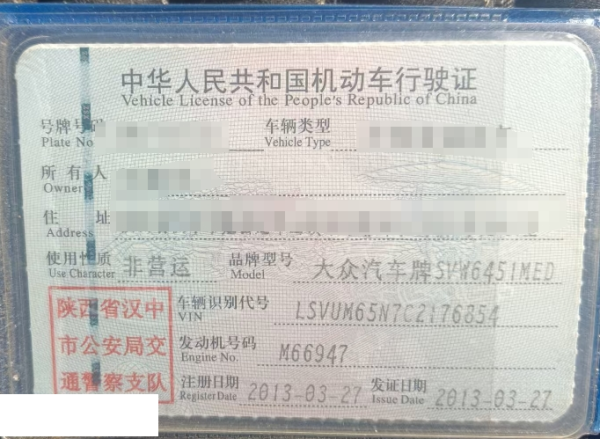 中华人民共和国机动车行驶证
Vehicle License of the People's Republic of China
号牌号码 车辆类型
Plate No Vehicle Type
所有人
Owner
住址
Address
使用性质 非营运 品牌型号 大众汽车牌SVW6451MED
Use Character Model
陕西省汉中
市公安局交
通警察支队
车辆识别代号 LSVUM65N7C2176854
VIN
发动机号码 M66947
Engine No.
注册日期 2013-03-27 发证日期 2013-03-27
Register Date Issue Date